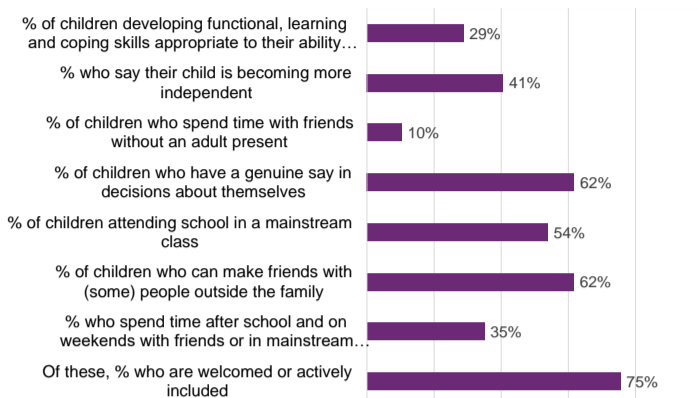 % of children developing functional, learning
and coping skills appropriate to their ability…
29%
% who say their child is becoming more
independent
41%
% of children who spend time with friends
without an adult present
10%
% of children who have a genuine say in
decisions about themselves
62%
% of children attending school in a mainstream
class
54%
% of children who can make friends with
(some) people outside the family
62%
% who spend time after school and on
weekends with friends or in mainstream…
35%
Of these, % who are welcomed or actively
included
75%